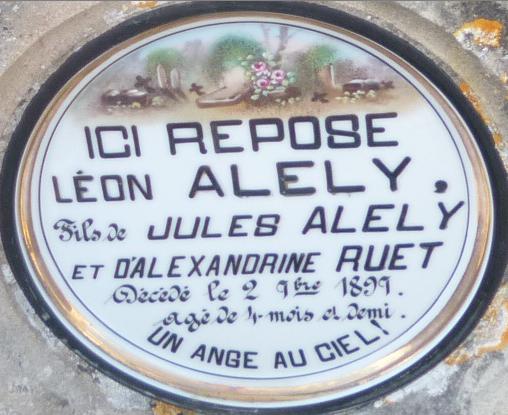 ICI REPOSE
LÉON ALELY,
Fils de JULES ALELY
ET D'ALEXANDRINE RUET
Décédé le 2 9bre 1899.
agé de 4 mois et demi.
UN ANGE AU CIEL!